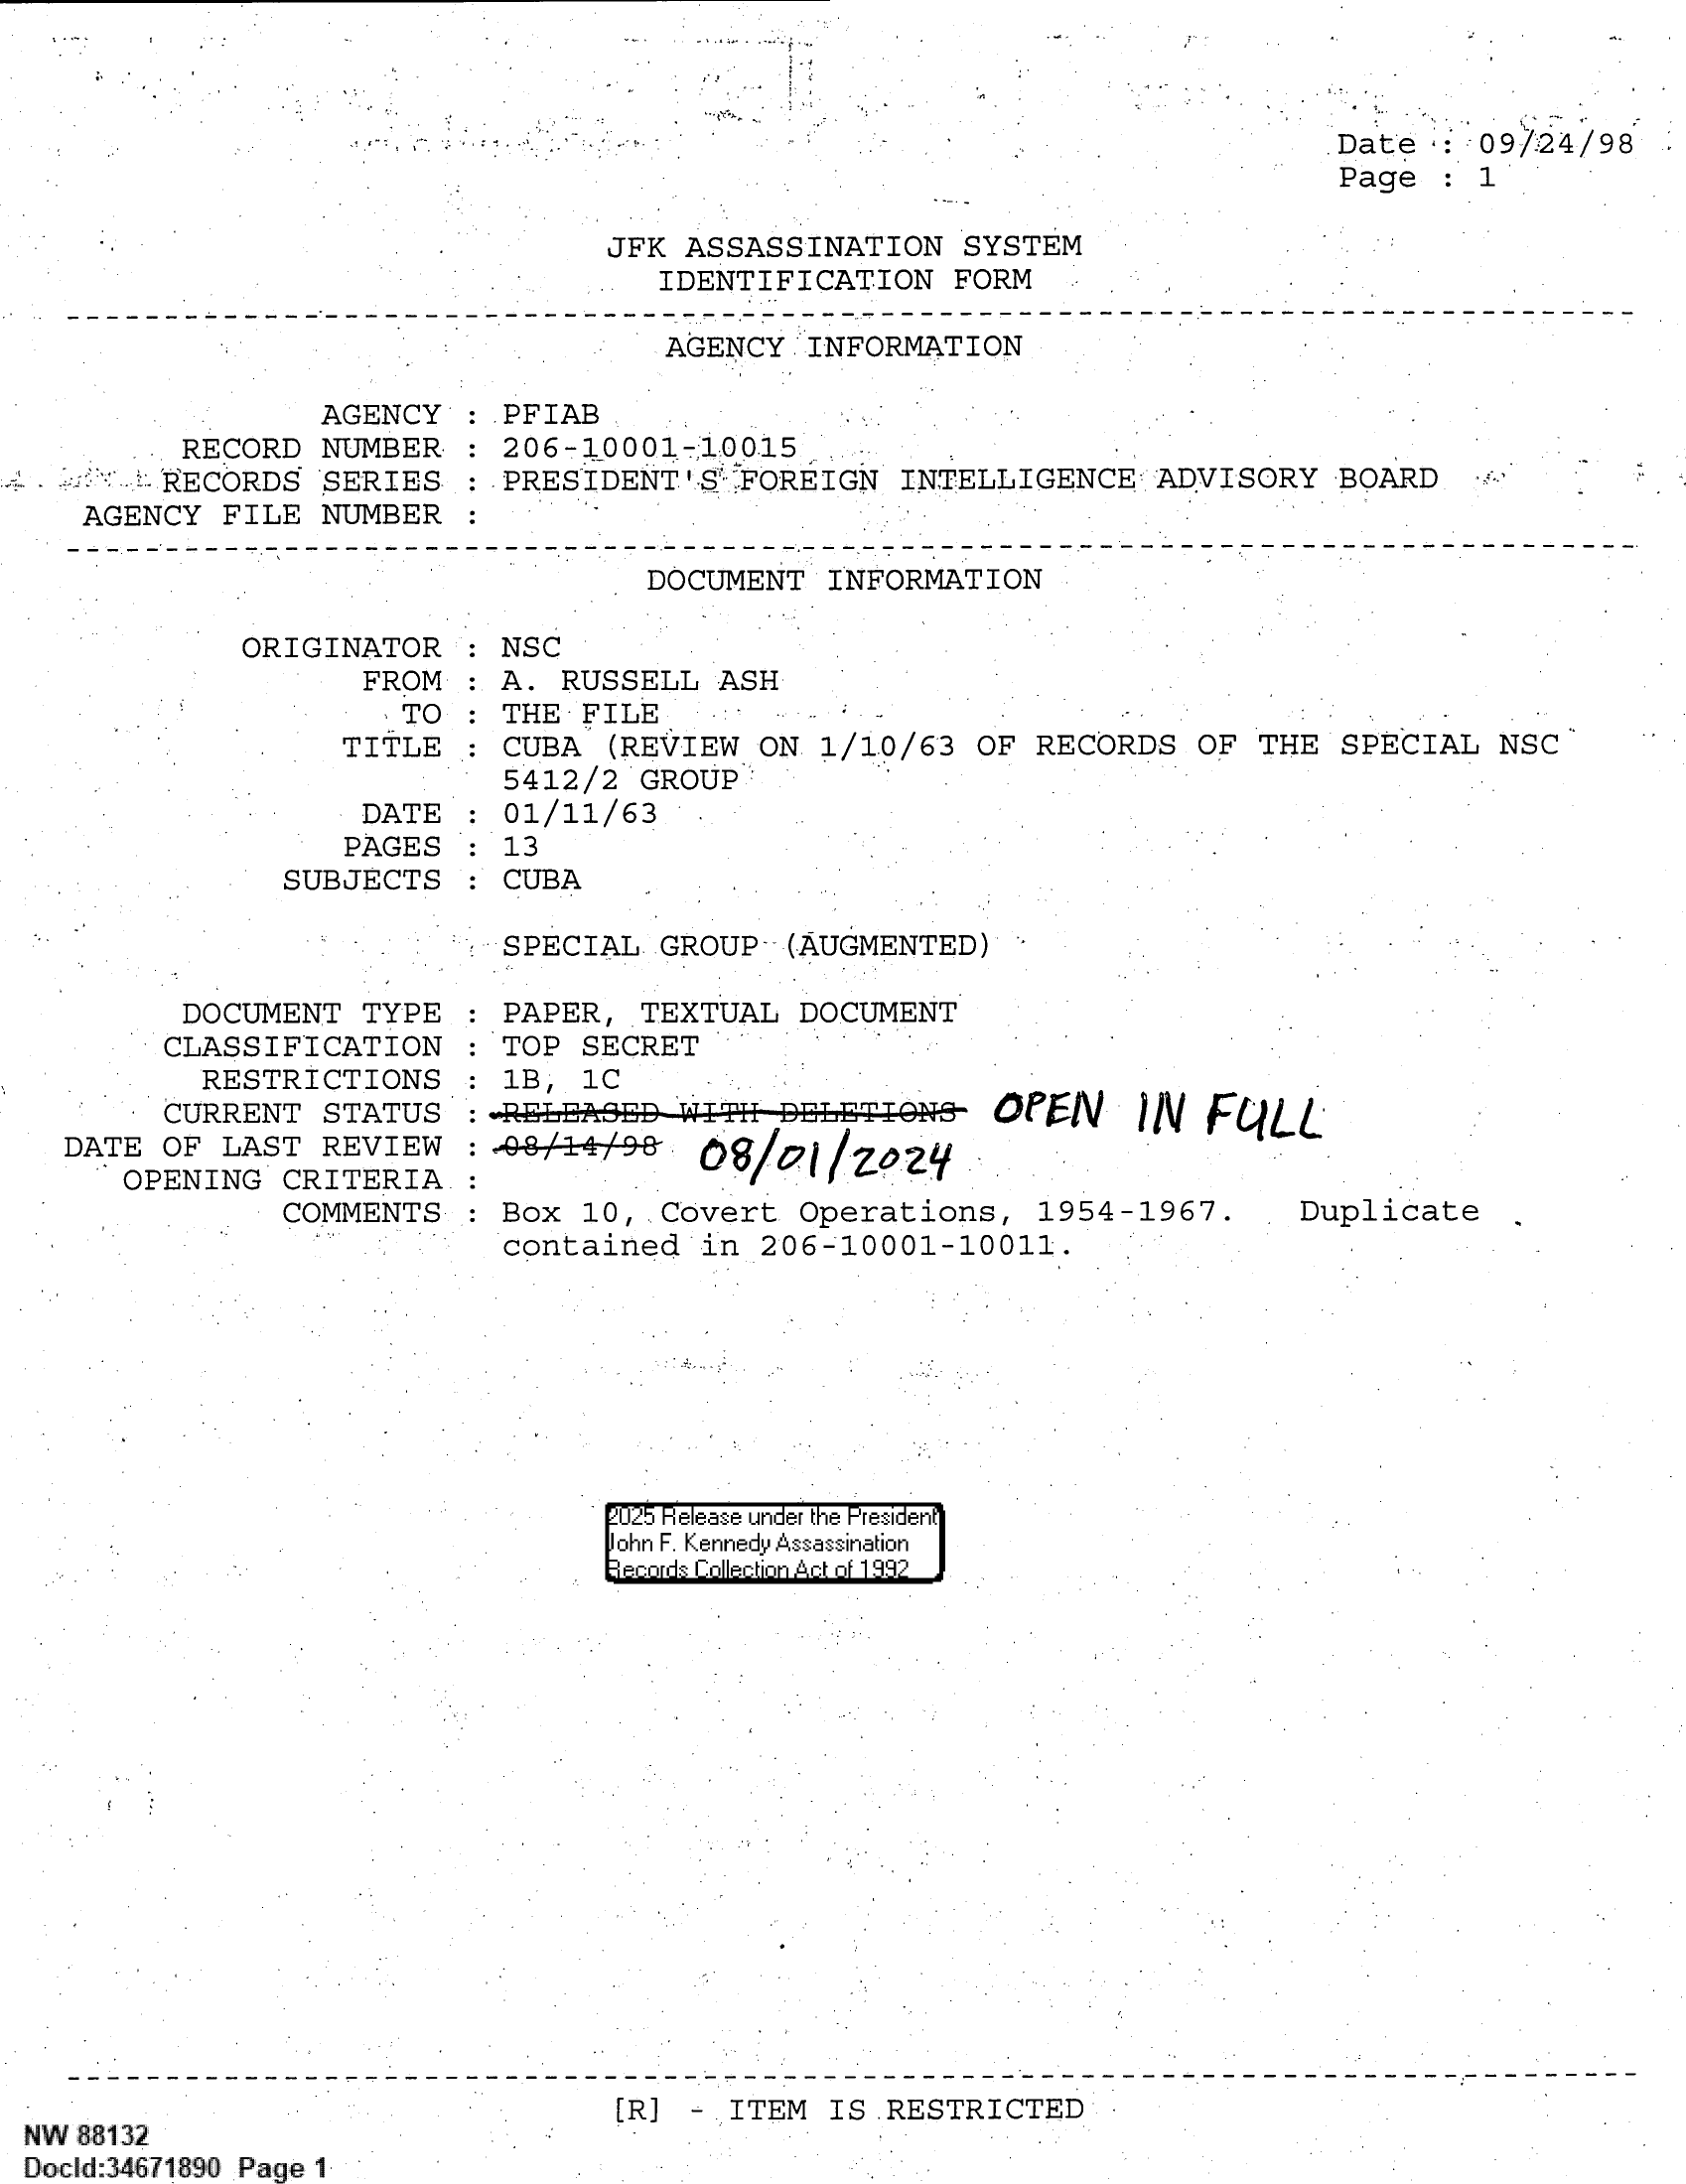 Date : 09/24/98
Page : 1
JFK ASSASSINATION SYSTEM
IDENTIFICATION FORM
AGENCY INFORMATION
AGENCY : PFIAB
RECORD NUMBER : 206-10001-10015
RECORDS SERIES : PRESIDENT'S FOREIGN INTELLIGENCE ADVISORY BOARD
AGENCY FILE NUMBER :
DOCUMENT INFORMATION
ORIGINATOR : NSC
FROM : A. RUSSELL ASH
TO : THE FILE
TITLE : CUBA (REVIEW ON 1/10/63 OF RECORDS OF THE SPECIAL NSC
5412/2 GROUP
DATE : 01/11/63
PAGES : 13
SUBJECTS : CUBA
SPECIAL GROUP (AUGMENTED)
DOCUMENT TYPE : PAPER, TEXTUAL DOCUMENT
CLASSIFICATION : TOP SECRET
RESTRICTIONS : 1B, 1C
CURRENT STATUS : RELEASED WITH DELETIONS OPEN IN FULL
DATE OF LAST REVIEW : 08/14/98 08/01/2024
OPENING CRITERIA :
COMMENTS : Box 10, Covert Operations, 1954-1967. Duplicate
contained in 206-10001-10011.
2025 Release under the President
John F. Kennedy Assassination
Records Collection Act of 1992
[R] - ITEM IS RESTRICTED
NW 88132
DocId:34671890 Page 1